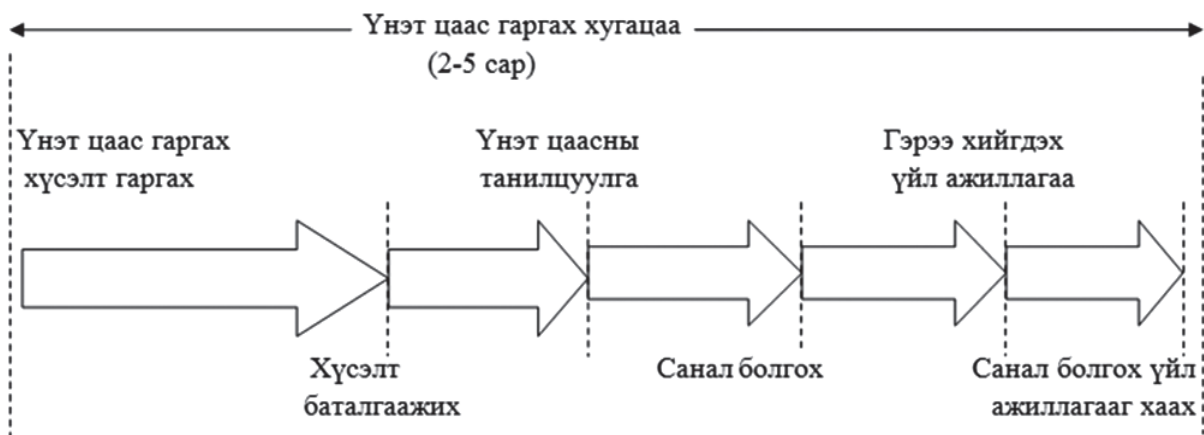 Үнэт цаас гаргах хугацаа
(2-5 сар)
Үнэт цаас гаргах
хүсэлт гаргах
Үнэт цаасны
танилцуулга
Гэрээ хийгдэх
үйл ажиллагаа
Хүсэлт
баталгаажих
Санал болгох
Санал болгох үйл
ажиллагааг хаах